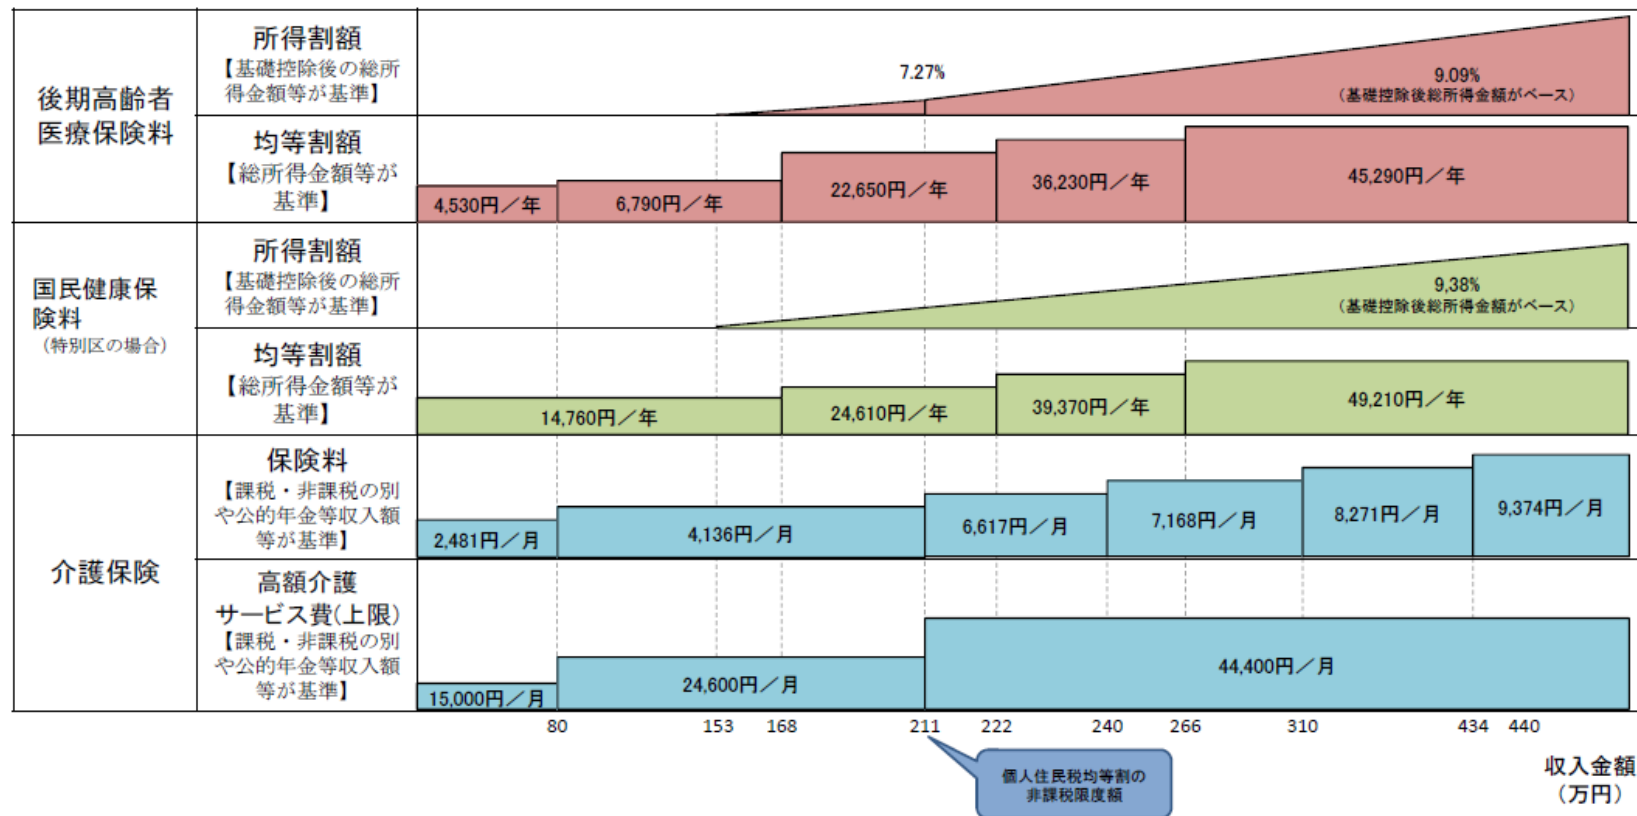 後期高齢者
医療保険料
所得割額
【基礎控除後の総所
得金額等が基準】
7.27%
9.09%
（基礎控除後総所得金額がベース）
均等割額
【総所得金額等が
基準】
4,530円／年
6,790円／年
22,650円／年
36,230円／年
45,290円／年
国民健康保
険料
（特別区の場合）
所得割額
【基礎控除後の総所
得金額等が基準】
9,38%
（基礎控除後総所得金額がベース）
均等割額
【総所得金額等が
基準】
14,760円／年
24,610円／年
39,370円／年
49,210円／年
介護保険
保険料
【課税・非課税の別
や公的年金等収入額
等が基準】
2,481円／月
4,136円／月
6,617円／月
7,168円／月
8,271円／月
9,374円／月
高額介護
サービス費(上限)
【課税・非課税の別
や公的年金等収入額
等が基準】
15,000円／月
24,600円／月
44,400円／月
80
153
168
211
222
240
266
310
434
440
個人住民税均等割の
非課税限度額
収入金額
（万円）